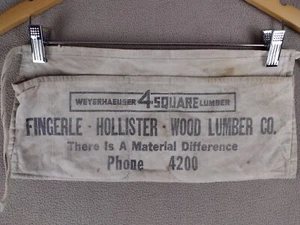 WEYERHAEUSER 4-SQUARE LUMBER
FINGERLE · HOLLISTER · WOOD LUMBER CO.
There Is A Material Difference
Phone 4200